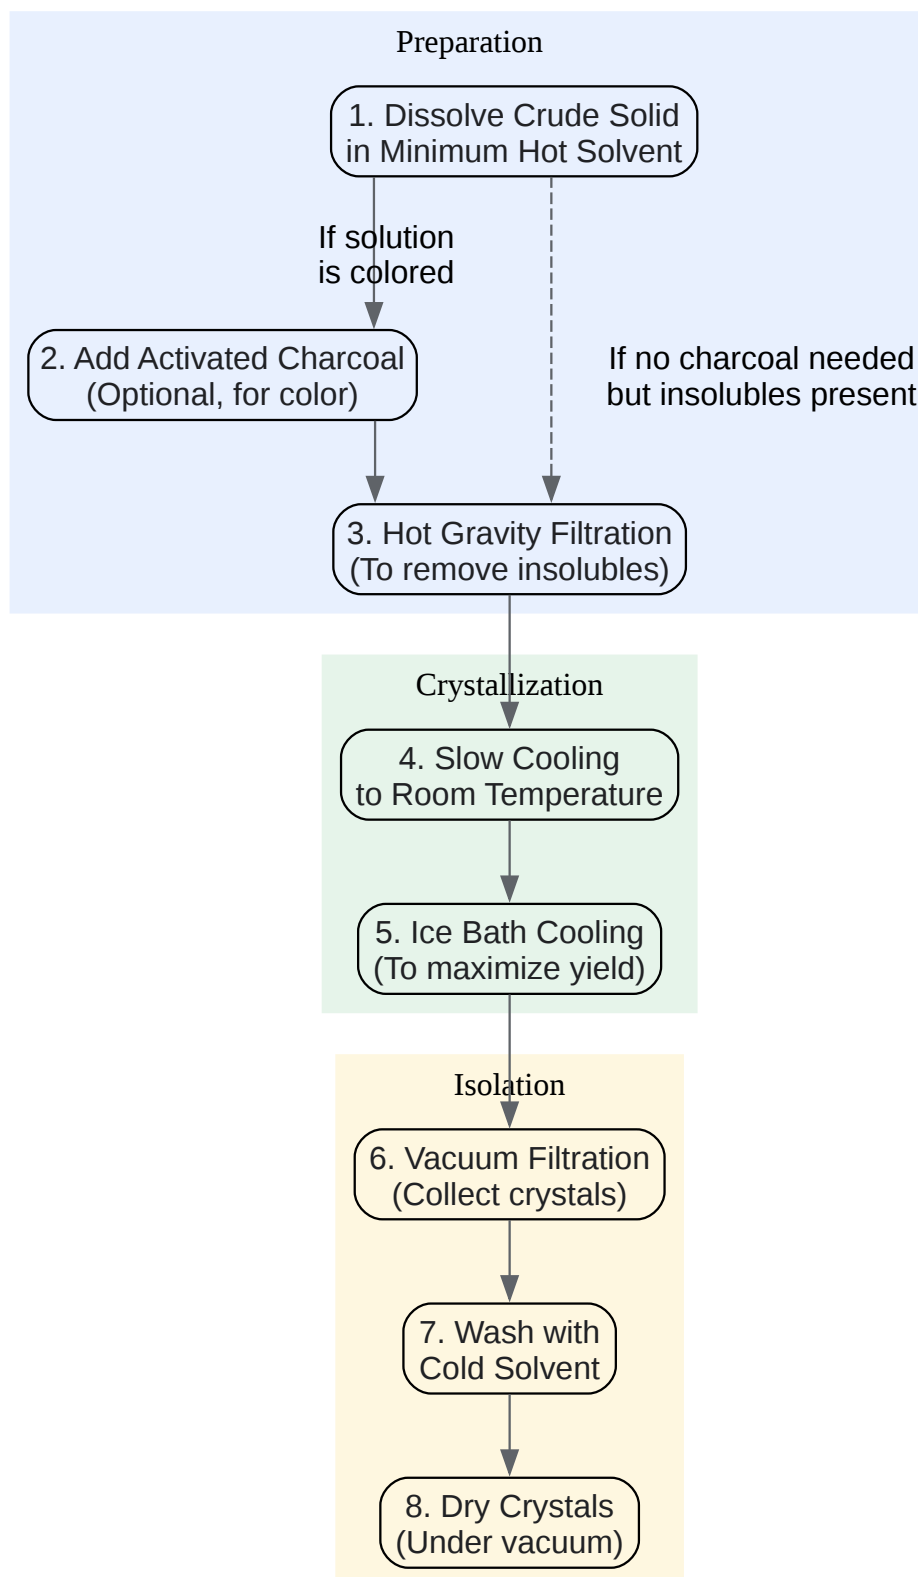 Preparation
1. Dissolve Crude Solid
in Minimum Hot Solvent
If solution
is colored
2. Add Activated Charcoal
(Optional, for color)
If no charcoal needed
but insolubles present
3. Hot Gravity Filtration
(To remove insolubles)
Crystallization
4. Slow Cooling
to Room Temperature
5. Ice Bath Cooling
(To maximize yield)
Isolation
6. Vacuum Filtration
(Collect crystals)
7. Wash with
Cold Solvent
8. Dry Crystals
(Under vacuum)